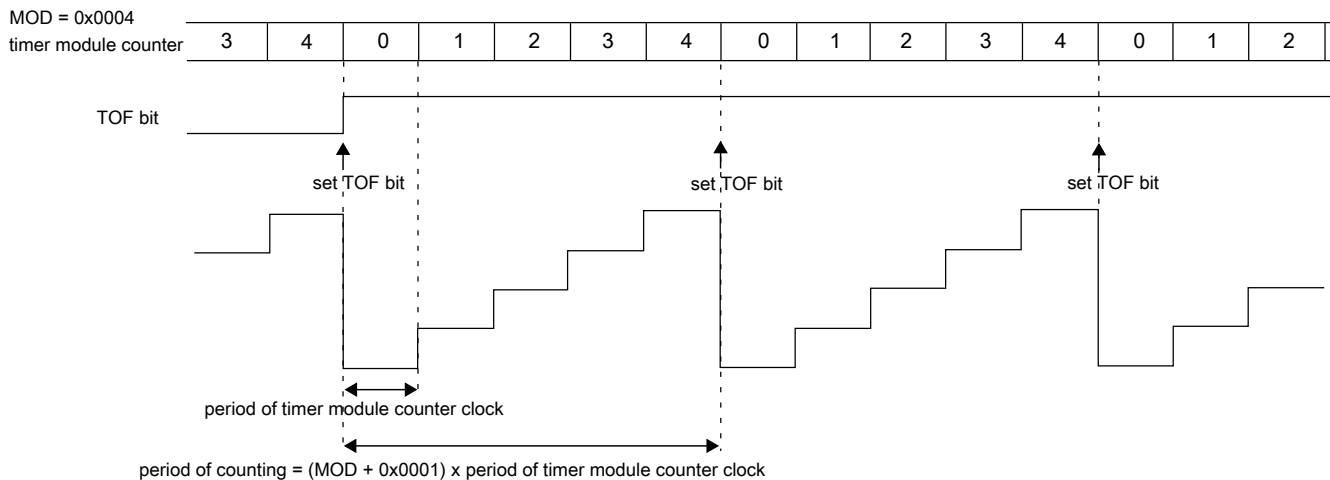 MOD = 0x0004
timer module counter 3 4 0 1 2 3 4 0 1 2 3 4 0 1 2
TOF bit
set TOF bit set TOF bit set TOF bit
period of timer module counter clock
period of counting = (MOD + 0x0001) x period of timer module counter clock